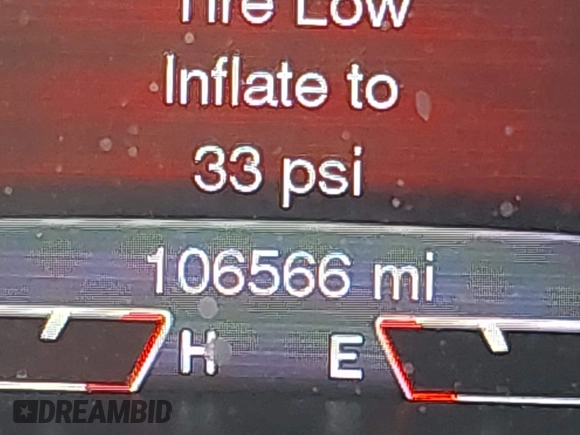 Tire Low
Inflate to
33 psi
106566 mi
H E
DREAMBID